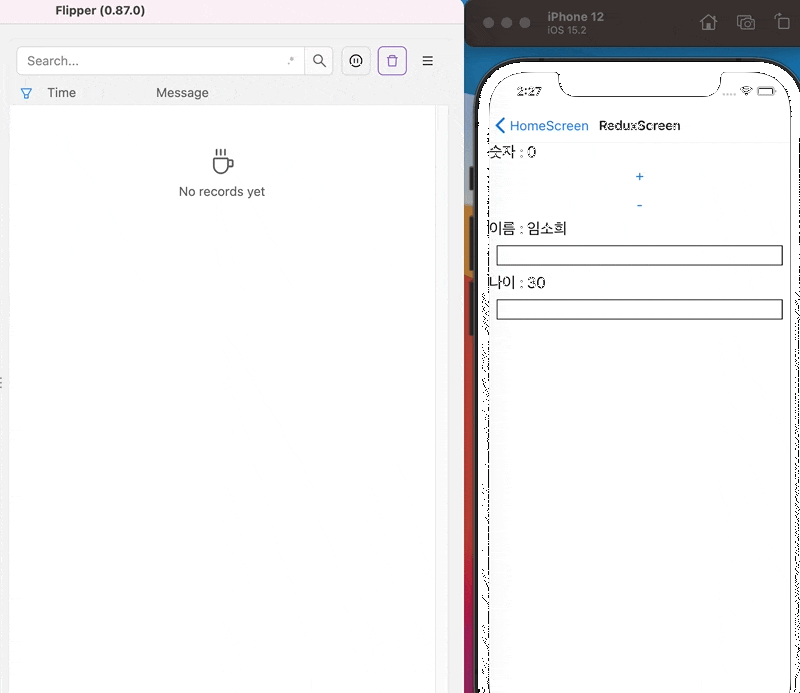 Flipper (0.87.0)
Search...
.*
Time Message
No records yet
iPhone 12
iOS 15.2
2:27
HomeScreen ReduxScreen
숫자 : 0
+
-
이름 : 임소희
나이 : 30